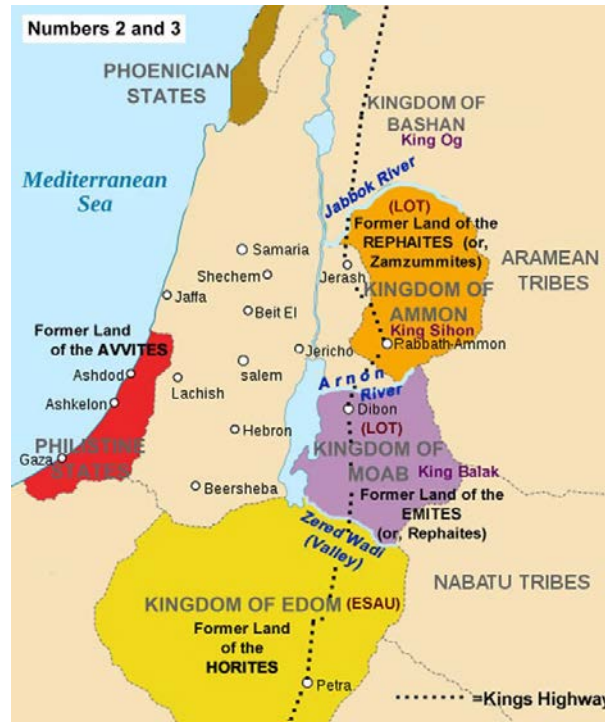 Numbers 2 and 3
PHOENICIAN
STATES
KINGDOM OF
BASHAN
King Og
Mediterranean
Sea
Jabbok River
(LOT)
Former Land of the
REPHAITES (or,
Zamzummites)
ARAMEAN
TRIBES
Samaria
Shechem
Jerash
KINGDOM OF
AMMON
King Sihon
Jaffa
Beit El
Former Land
of the AVVITES
Jericho
Rabbath-Ammon
Ashdod
salem
Lachish
Arnon
River
Ashkelon
Dibon
(LOT)
Hebron
PHILISTINE
STATES
Gaza
KINGDOM OF
MOAB
King Balak
Beersheba
Former Land of the
EMITES
(or, Rephaites)
Zered Wadi
(Valley)
NABATU TRIBES
KINGDOM OF EDOM (ESAU)
Former Land
of the
HORITES
Petra
=Kings Highway